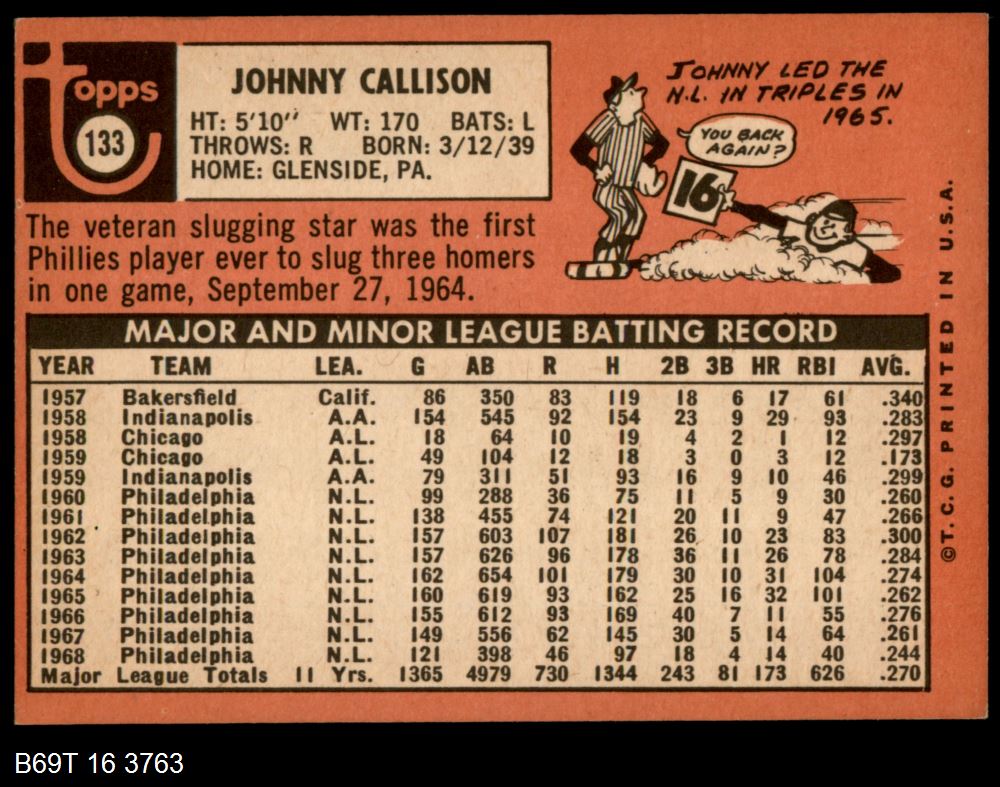 topps
133
JOHNNY CALLISON
HT: 5'10" WT: 170 BATS: L
THROWS: R BORN: 3/12/39
HOME: GLENSIDE, PA.
JOHNNY LED THE
N.L. IN TRIPLES IN
1965.
YOU BACK
AGAIN?
16
The veteran slugging star was the first
Phillies player ever to slug three homers
in one game, September 27, 1964.
MAJOR AND MINOR LEAGUE BATTING RECORD
YEAR TEAM LEA. G AB R H 2B 3B HR RBI AVG.
1957 Bakersfield Calif. 86 350 83 119 18 6 17 61 .340
1958 Indianapolis A.A. 154 545 92 154 23 9 29 93 .283
1958 Chicago A.L. 18 64 10 19 4 2 1 12 .297
1959 Chicago A.L. 49 104 12 18 3 0 3 12 .173
1959 Indianapolis A.A. 79 311 51 93 16 9 10 46 .299
1960 Philadelphia N.L. 99 288 36 75 11 5 9 30 .260
1961 Philadelphia N.L. 138 455 74 121 20 11 9 47 .266
1962 Philadelphia N.L. 157 603 107 181 26 10 23 83 .300
1963 Philadelphia N.L. 157 626 96 178 36 11 26 78 .284
1964 Philadelphia N.L. 162 654 101 179 30 10 31 104 .274
1965 Philadelphia N.L. 160 619 93 162 25 16 32 101 .262
1966 Philadelphia N.L. 155 612 93 169 40 7 11 55 .276
1967 Philadelphia N.L. 149 556 62 145 30 5 14 64 .261
1968 Philadelphia N.L. 121 398 46 97 18 4 14 40 .244
Major League Totals 11 Yrs. 1365 4979 730 1344 243 81 173 626 .270
©T.C.G. PRINTED IN U.S.A.
B69T 16 3763